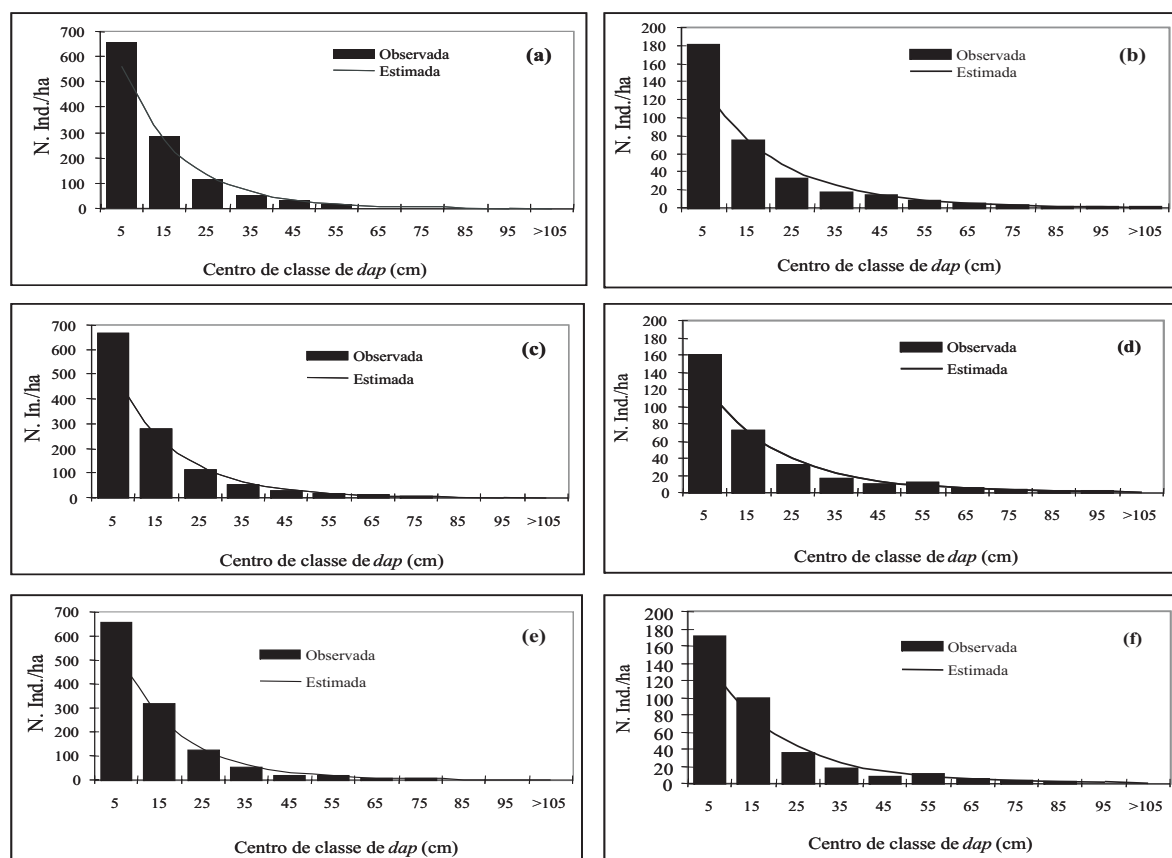 (a)
N. Ind./ha
700
600
500
400
300
200
100
0
Observada
Estimada
5 15 25 35 45 55 65 75 85 95 >105
Centro de classe de dap (cm)
(b)
N. Ind./ha
200
180
160
140
120
100
80
60
40
20
0
Observada
Estimada
5 15 25 35 45 55 65 75 85 95 >105
Centro de classe de dap (cm)
(c)
N. In./ha
700
600
500
400
300
200
100
0
Observada
Estimada
5 15 25 35 45 55 65 75 85 95 >105
Centro de classe de dap (cm)
(d)
N. Ind./ha
200
180
160
140
120
100
80
60
40
20
0
Observada
Estimada
5 15 25 35 45 55 65 75 85 95 >105
Centro de classe de dap (cm)
(e)
N. Ind./ha
700
600
500
400
300
200
100
0
Observada
Estimada
5 15 25 35 45 55 65 75 85 95 >105
Centro de classe de dap (cm)
(f)
N. Ind./ha
200
180
160
140
120
100
80
60
40
20
0
Observada
Estimada
5 15 25 35 45 55 65 75 85 95 >105
Centro de classe de dap (cm)